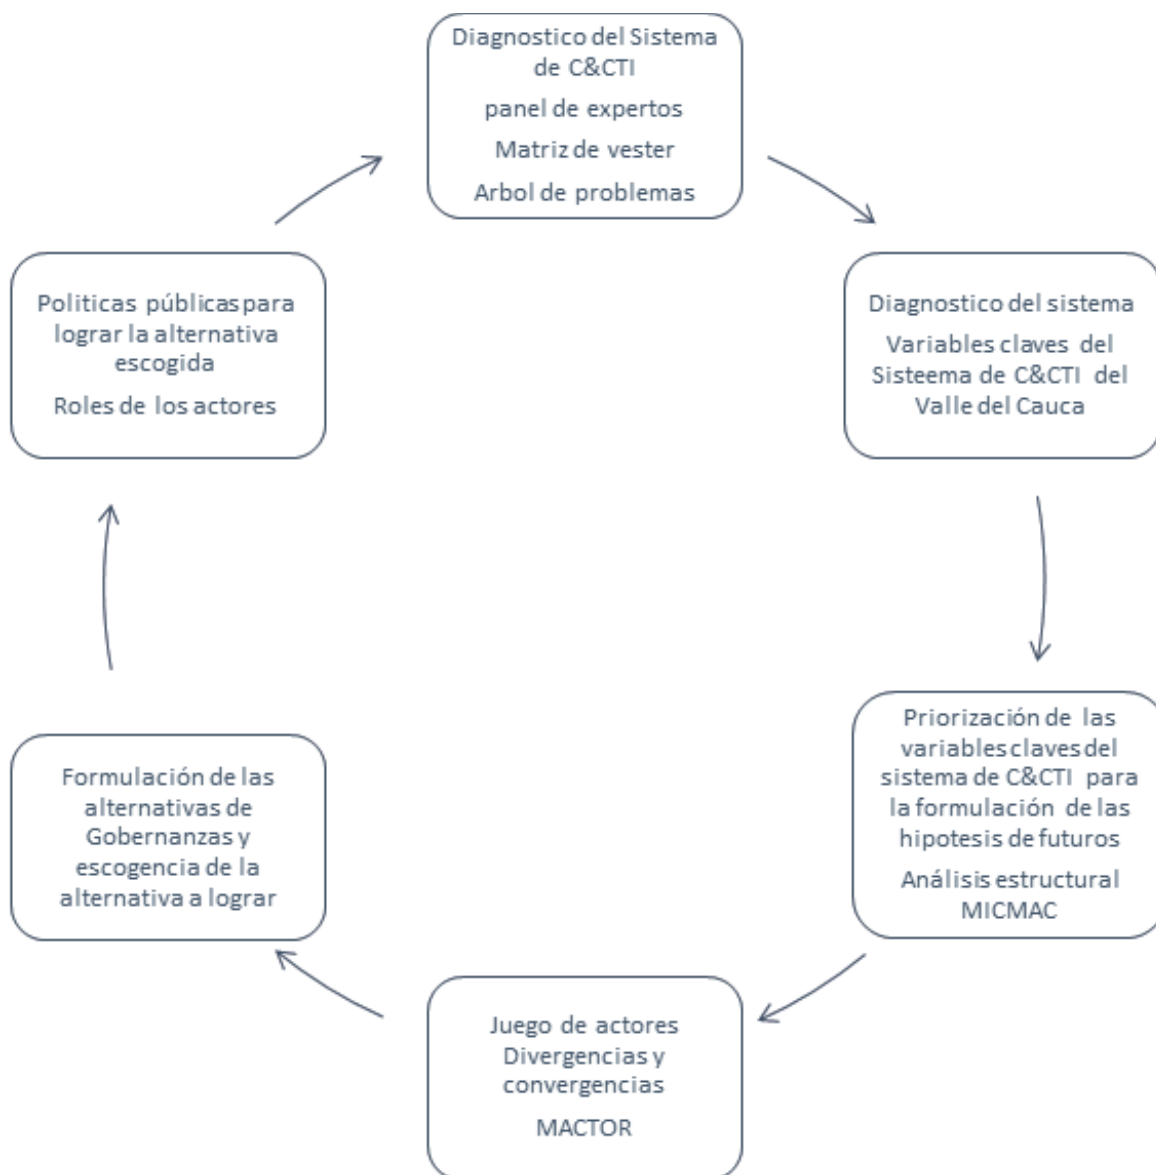 Diagnostico del Sistema
de C&CTI
panel de expertos
Matriz de vester
Arbol de problemas
Diagnostico del sistema
Variables claves del
Sisteema de C&CTI del
Valle del Cauca
Priorización de las
variables claves del
sistema de C&CTI para
la formulación de las
hipotesis de futuros
Análisis estructural
MICMAC
Juego de actores
Divergencias y
convergencias
MACTOR
Formulación de las
alternativas de
Gobernanzas y
escogencia de la
alternativa a lograr
Politicas públicas para
lograr la alternativa
escogida
Roles de los actores